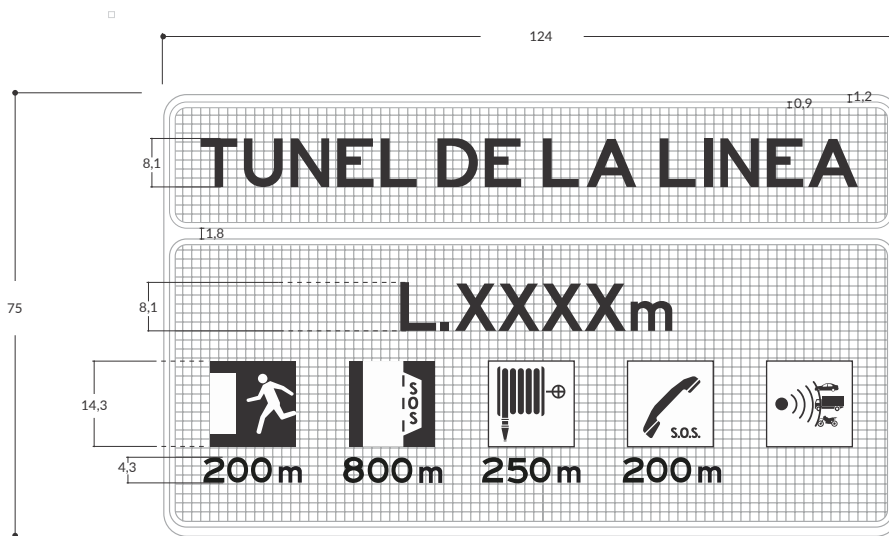 124
1,2
0,9
8,1
TUNEL DE LA LINEA
1,8
75
8,1
L.XXXXm
14,3
SOS
S.O.S.
4,3
200m 800m 250m 200m